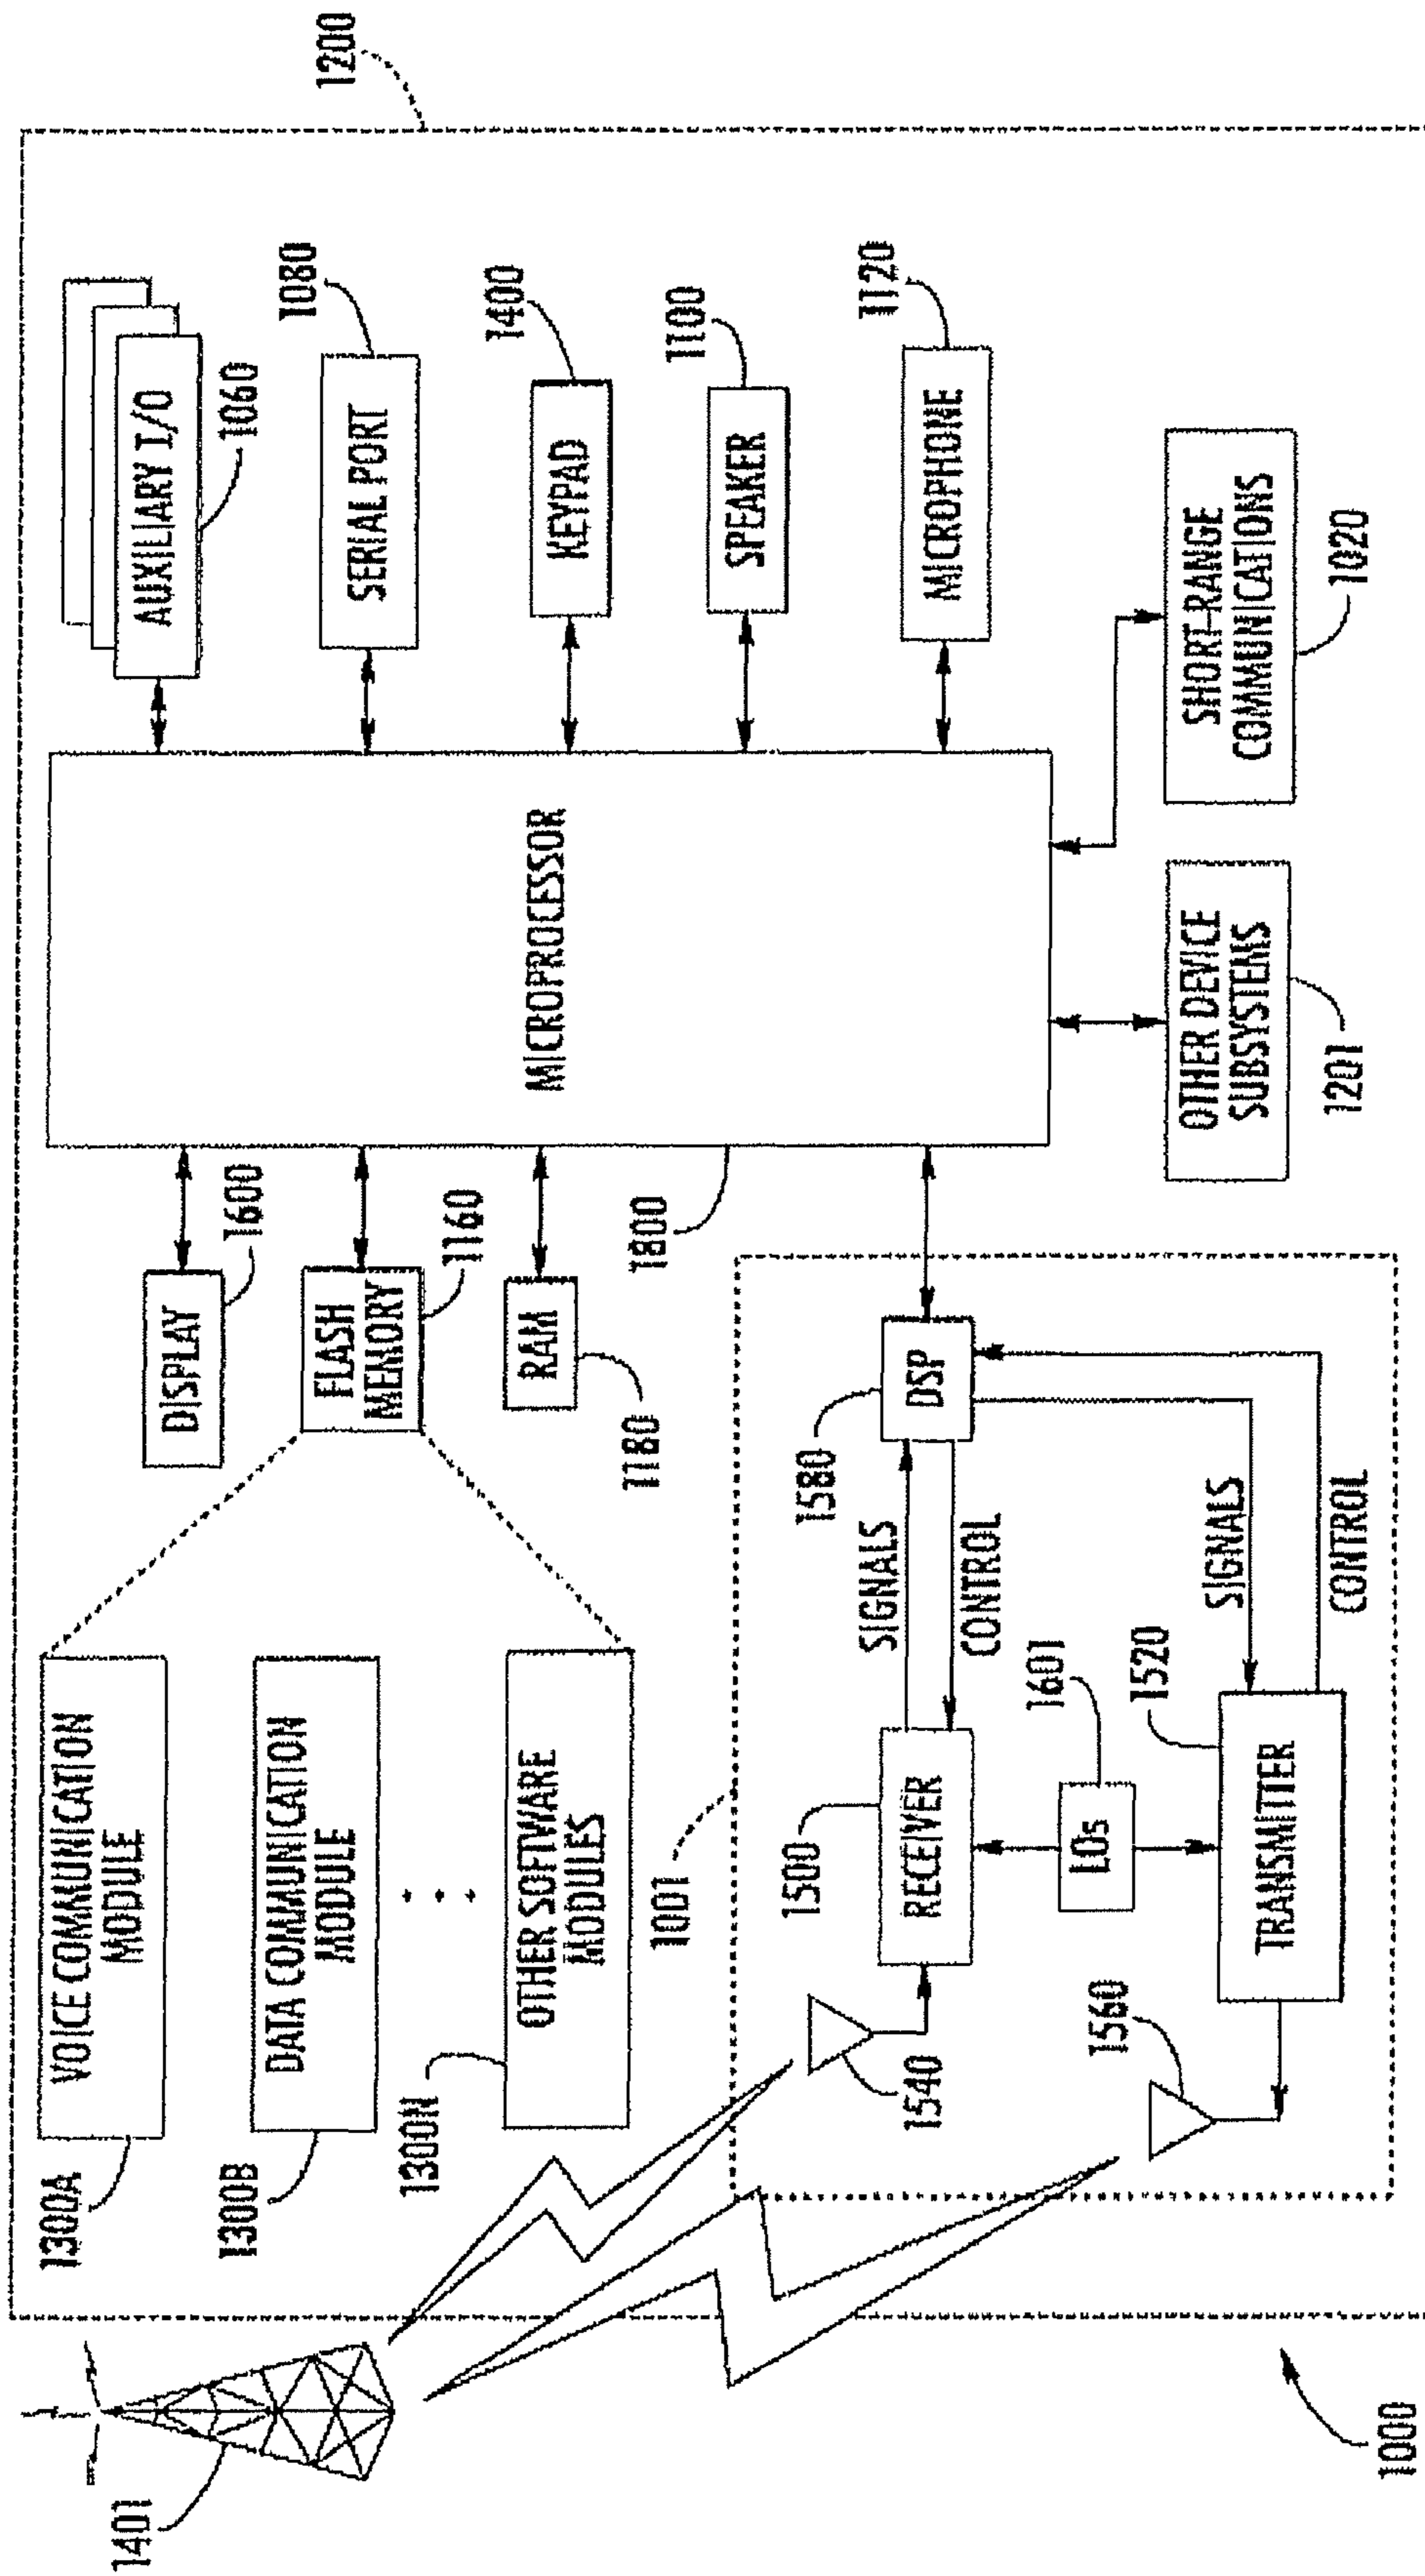 1401
1300A
VOICE COMMUNICATION
MODULE
1300B
DATA COMMUNICATION
MODULE
1300N
OTHER SOFTWARE
MODULES
DISPLAY
1600
FLASH
MEMORY
1160
RAM
1180
MICROPROCESSOR
1800
AUXILIARY I/O
1060
SERIAL PORT
1080
KEYPAD
1400
SPEAKER
1100
MICROPHONE
1120
1200
1001
1500
RECEIVER
1540
SIGNALS
CONTROL
1580
DSP
1601
LOs
1520
TRANSMITTER
1560
SIGNALS
CONTROL
OTHER DEVICE
SUBSYSTEMS
1201
SHORT-RANGE
COMMUNICATIONS
1020
1000